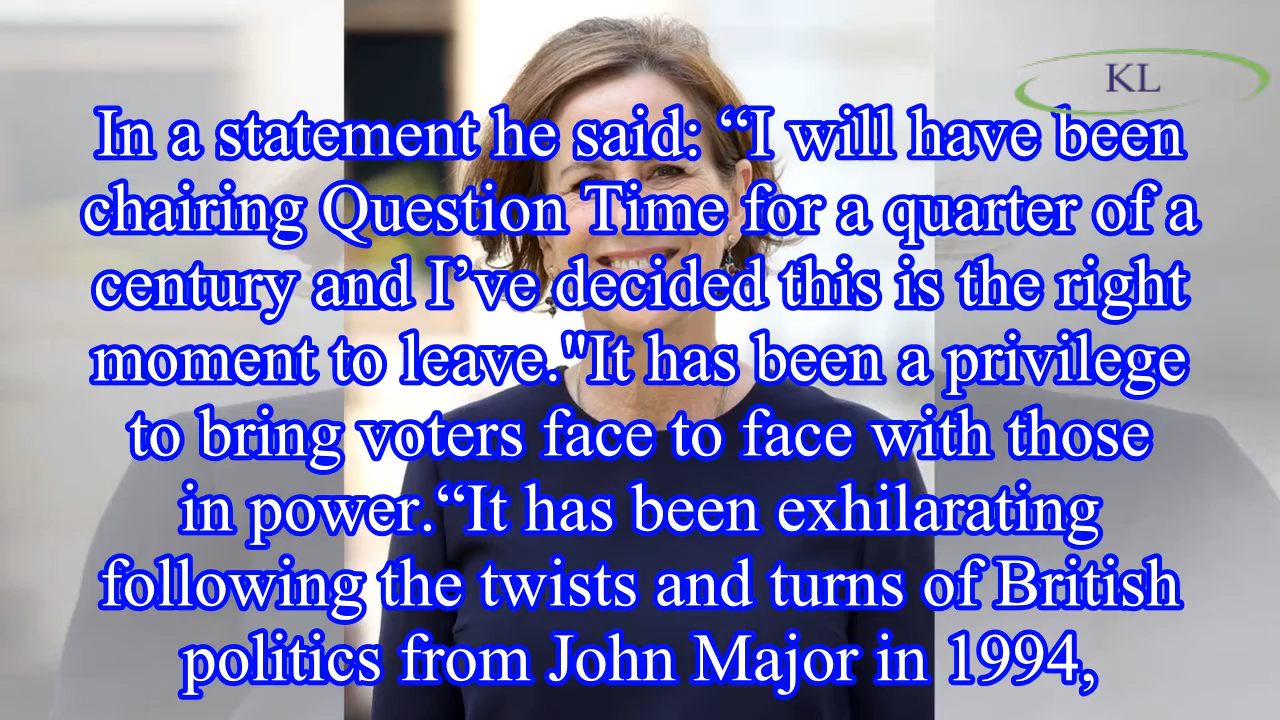 KL
In a statement he said: “I will have been
chairing Question Time for a quarter of a
century and I’ve decided this is the right
moment to leave."It has been a privilege
to bring voters face to face with those
in power.“It has been exhilarating
following the twists and turns of British
politics from John Major in 1994,